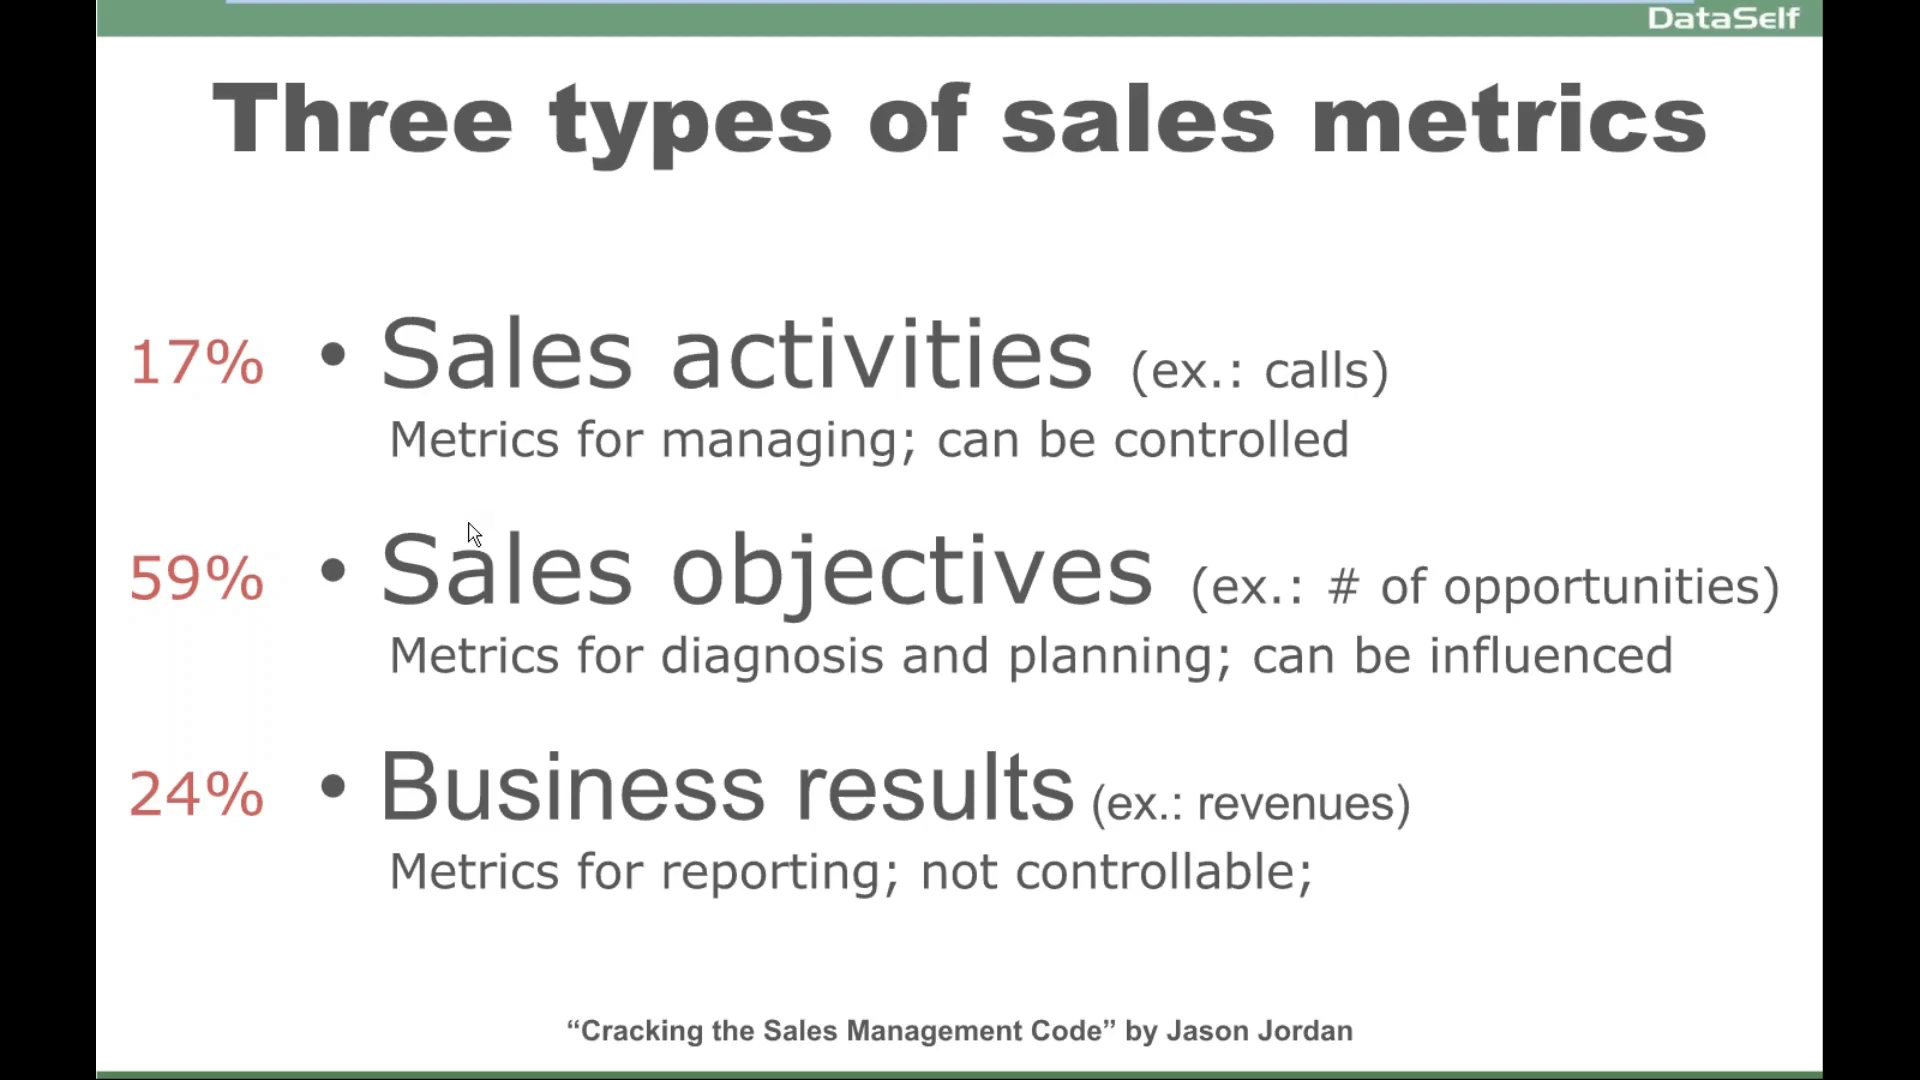 DataSelf
Three types of sales metrics
17% • Sales activities (ex.: calls)
Metrics for managing; can be controlled
59% • Sales objectives (ex.: # of opportunities)
Metrics for diagnosis and planning; can be influenced
24% • Business results (ex.: revenues)
Metrics for reporting; not controllable;
“Cracking the Sales Management Code” by Jason Jordan